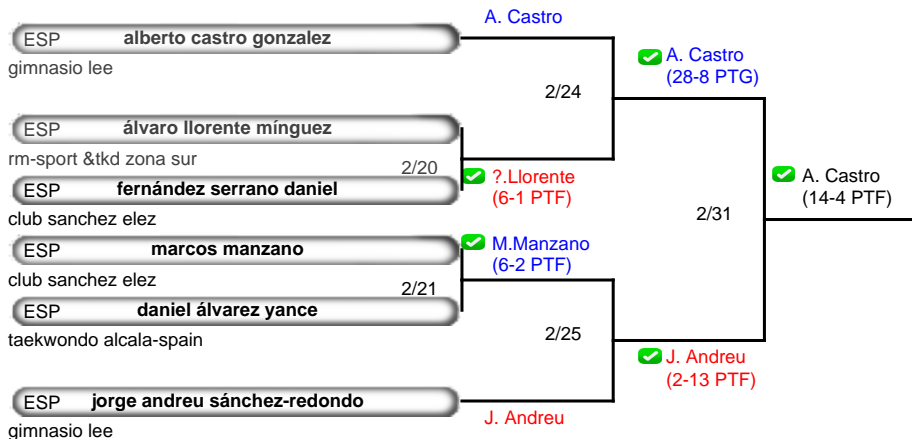 A. Castro
ESP alberto castro gonzalez
gimnasio lee
2/24
A. Castro
(28-8 PTG)
ESP álvaro llorente mínguez
rm-sport &tkd zona sur
2/20
?.Llorente
(6-1 PTF)
ESP fernández serrano daniel
club sanchez elez
A. Castro
(14-4 PTF)
2/31
ESP marcos manzano
club sanchez elez
M.Manzano
(6-2 PTF)
2/21
ESP daniel álvarez yance
taekwondo alcala-spain
2/25
J. Andreu
(2-13 PTF)
ESP jorge andreu sánchez-redondo
gimnasio lee
J. Andreu